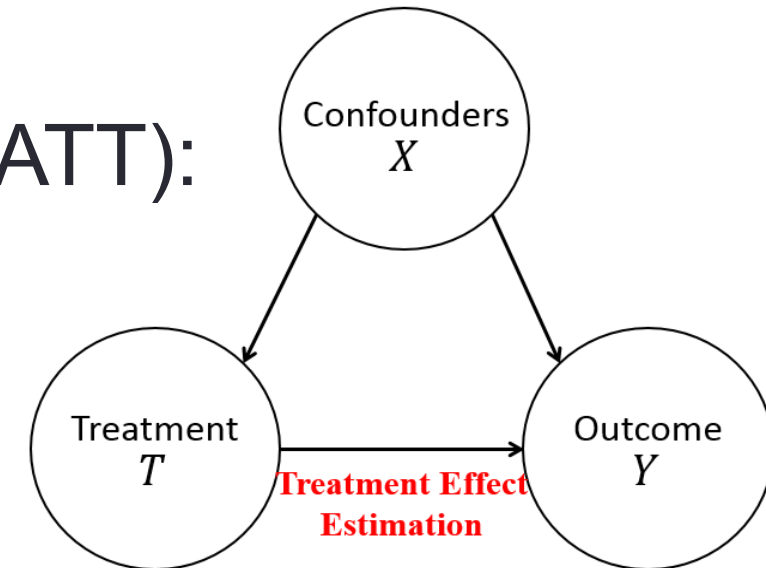 ATT):
Confounders
X
Treatment
T
Outcome
Y
Treatment Effect
Estimation